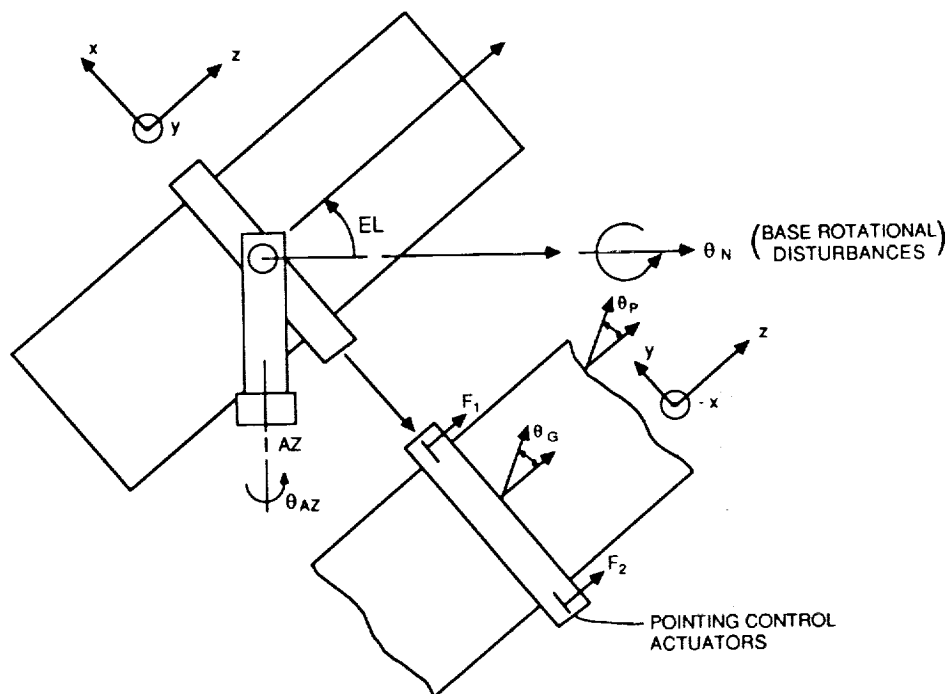 x
z
y
EL
θN
(BASE ROTATIONAL
DISTURBANCES)
θP
y
z
- x
F1
θG
AZ
θAZ
F2
POINTING CONTROL
ACTUATORS